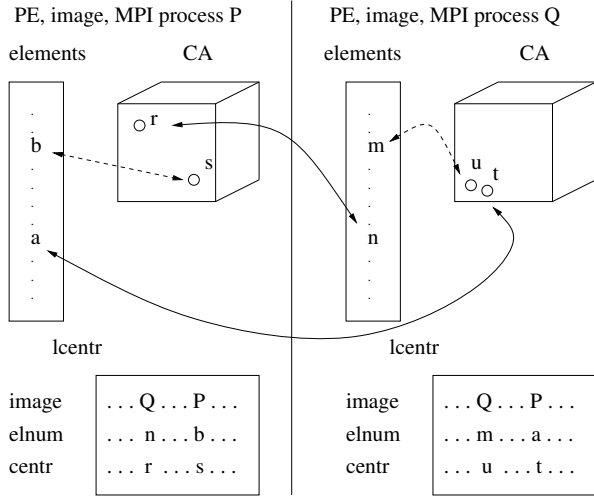 PE, image, MPI process P
PE, image, MPI process Q
elements CA
elements CA
r
b
s
a
m
u
t
n
lcentr
lcentr
image . . . Q . . . P . . .
elnum . . . n . . . b . . .
centr . . . r . . . s . . .
image . . . Q . . . P . . .
elnum . . . m . . . a . . .
centr . . . u . . . t . . .